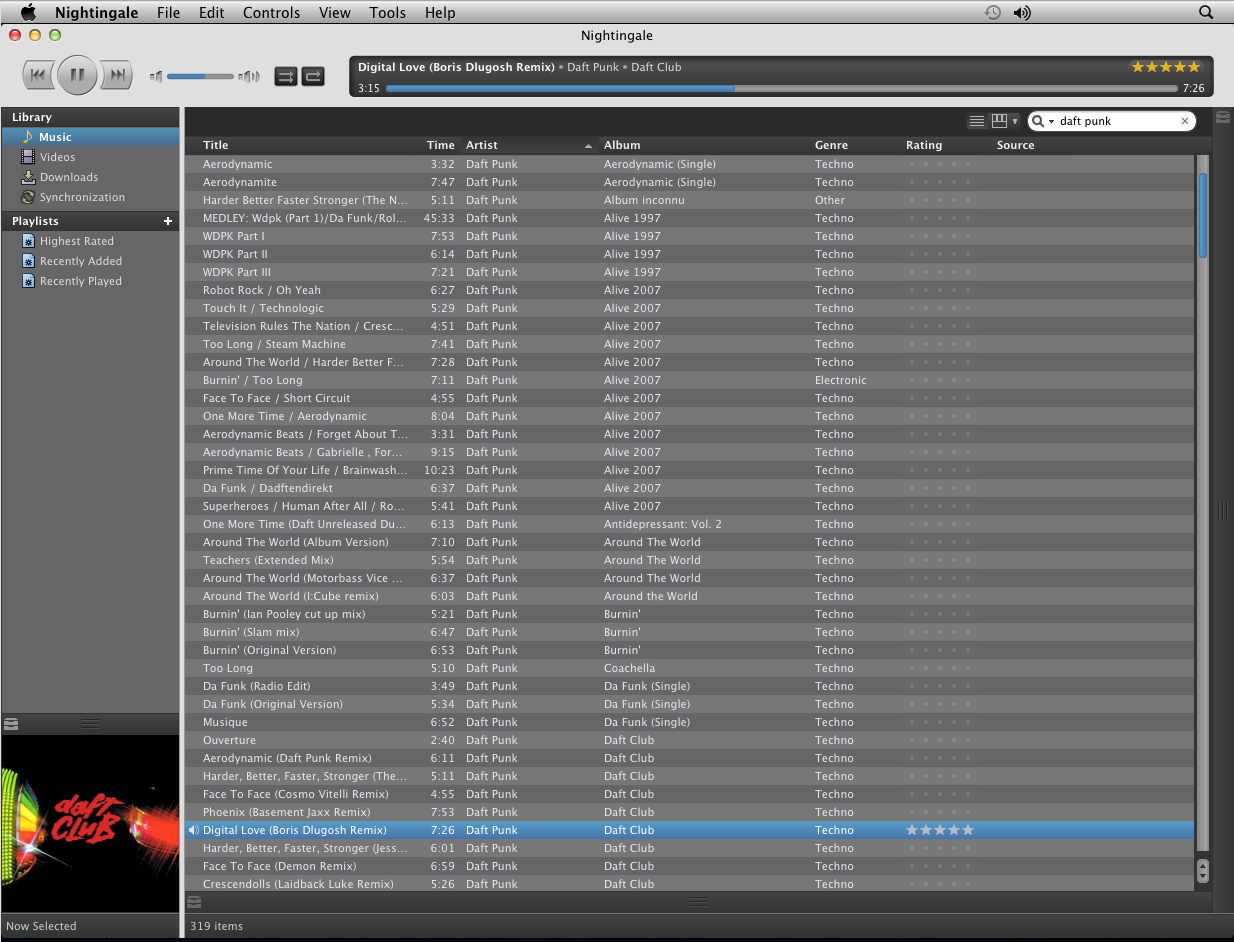 Nightingale File Edit Controls View Tools Help
Nightingale
Digital Love (Boris Dlugosh Remix) • Daft Punk • Daft Club
3:15 7:26
Library
Music
Videos
Downloads
Synchronization
Playlists +
Highest Rated
Recently Added
Recently Played
daft CLUB
Now Selected
daft punk
Title Time Artist Album Genre Rating Source
Aerodynamic 3:32 Daft Punk Aerodynamic (Single) Techno
Aerodynamite 7:47 Daft Punk Aerodynamic (Single) Techno
Harder Better Faster Stronger (The N... 5:11 Daft Punk Album inconnu Other
MEDLEY: Wdpk (Part 1)/Da Funk/Rol... 45:33 Daft Punk Alive 1997 Techno
WDPK Part I 7:53 Daft Punk Alive 1997 Techno
WDPK Part II 6:14 Daft Punk Alive 1997 Techno
WDPK Part III 7:21 Daft Punk Alive 1997 Techno
Robot Rock / Oh Yeah 6:27 Daft Punk Alive 2007 Techno
Touch It / Technologic 5:29 Daft Punk Alive 2007 Techno
Television Rules The Nation / Cresc... 4:51 Daft Punk Alive 2007 Techno
Too Long / Steam Machine 7:41 Daft Punk Alive 2007 Techno
Around The World / Harder Better F... 7:28 Daft Punk Alive 2007 Techno
Burnin' / Too Long 7:11 Daft Punk Alive 2007 Electronic
Face To Face / Short Circuit 4:55 Daft Punk Alive 2007 Techno
One More Time / Aerodynamic 8:04 Daft Punk Alive 2007 Techno
Aerodynamic Beats / Forget About T... 3:31 Daft Punk Alive 2007 Techno
Aerodynamic Beats / Gabrielle , For... 9:15 Daft Punk Alive 2007 Techno
Prime Time Of Your Life / Brainwash... 10:23 Daft Punk Alive 2007 Techno
Da Funk / Dadftendirekt 6:37 Daft Punk Alive 2007 Techno
Superheroes / Human After All / Ro... 5:41 Daft Punk Alive 2007 Techno
One More Time (Daft Unreleased Du... 6:13 Daft Punk Antidepressant: Vol. 2 Techno
Around The World (Album Version) 7:10 Daft Punk Around The World Techno
Teachers (Extended Mix) 5:54 Daft Punk Around The World Techno
Around The World (Motorbass Vice ... 6:37 Daft Punk Around The World Techno
Around The World (I:Cube remix) 6:03 Daft Punk Around the World Techno
Burnin' (Ian Pooley cut up mix) 5:21 Daft Punk Burnin' Techno
Burnin' (Slam mix) 6:47 Daft Punk Burnin' Techno
Burnin' (Original Version) 6:53 Daft Punk Burnin' Techno
Too Long 5:10 Daft Punk Coachella Techno
Da Funk (Radio Edit) 3:49 Daft Punk Da Funk (Single) Techno
Da Funk (Original Version) 5:34 Daft Punk Da Funk (Single) Techno
Musique 6:52 Daft Punk Da Funk (Single) Techno
Ouverture 2:40 Daft Punk Daft Club Techno
Aerodynamic (Daft Punk Remix) 6:11 Daft Punk Daft Club Techno
Harder, Better, Faster, Stronger (The... 5:11 Daft Punk Daft Club Techno
Face To Face (Cosmo Vitelli Remix) 4:55 Daft Punk Daft Club Techno
Phoenix (Basement Jaxx Remix) 7:53 Daft Punk Daft Club Techno
Digital Love (Boris Dlugosh Remix) 7:26 Daft Punk Daft Club Techno ★★★★★
Harder, Better, Faster, Stronger (Jess... 6:01 Daft Punk Daft Club Techno
Face To Face (Demon Remix) 6:59 Daft Punk Daft Club Techno
Crescendolls (Laidback Luke Remix) 5:26 Daft Punk Daft Club Techno
319 items